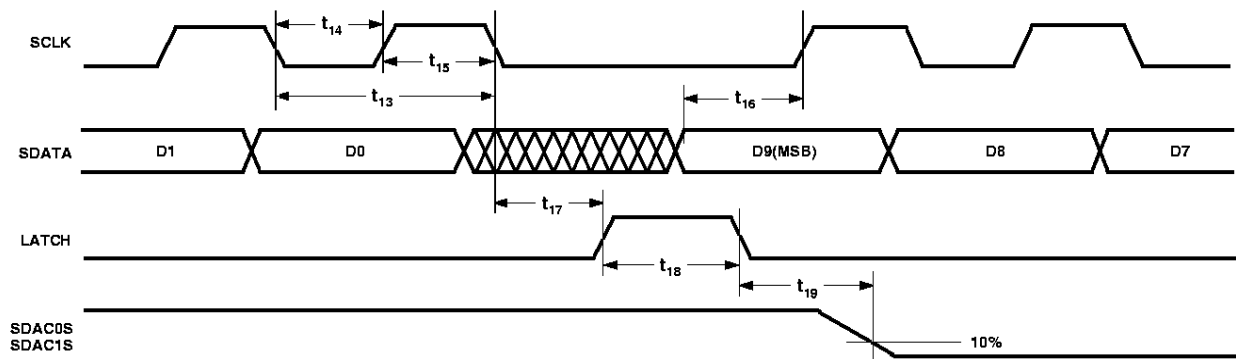 t14
SCLK
t15
t13
t16
SDATA
D1
D0
D9(MSB)
D8
D7
t17
LATCH
t18
t19
SDAC0S
SDAC1S
10%